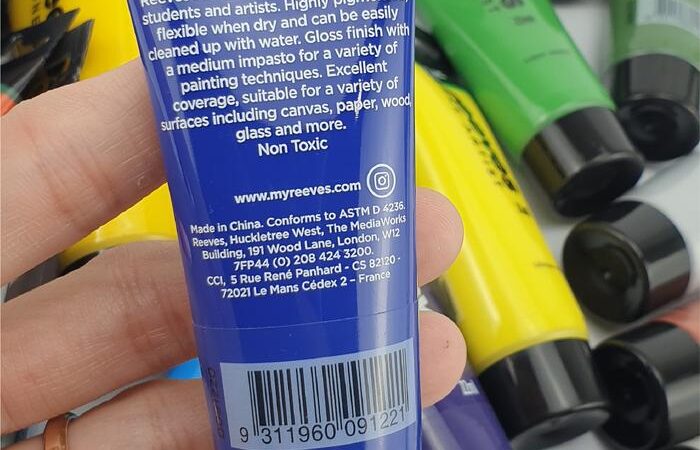 Reeves
students and artists. Highly
flexible when dry and can be easily
cleaned up with water. Gloss finish with
a medium impasto for a variety of
painting techniques. Excellent
coverage, suitable for a variety of
surfaces including canvas, paper, wood,
glass and more.
Non Toxic
www.myreeves.com
Made in China. Conforms to ASTM D 4236.
Reeves, Huckletree West, The MediaWorks
Building, 191 Wood Lane, London, W12
7FP44 (0) 208 424 3200.
CCI, 5 Rue René Panhard - CS 82120 -
72021 Le Mans Cédex 2 – France
9 311960 091221